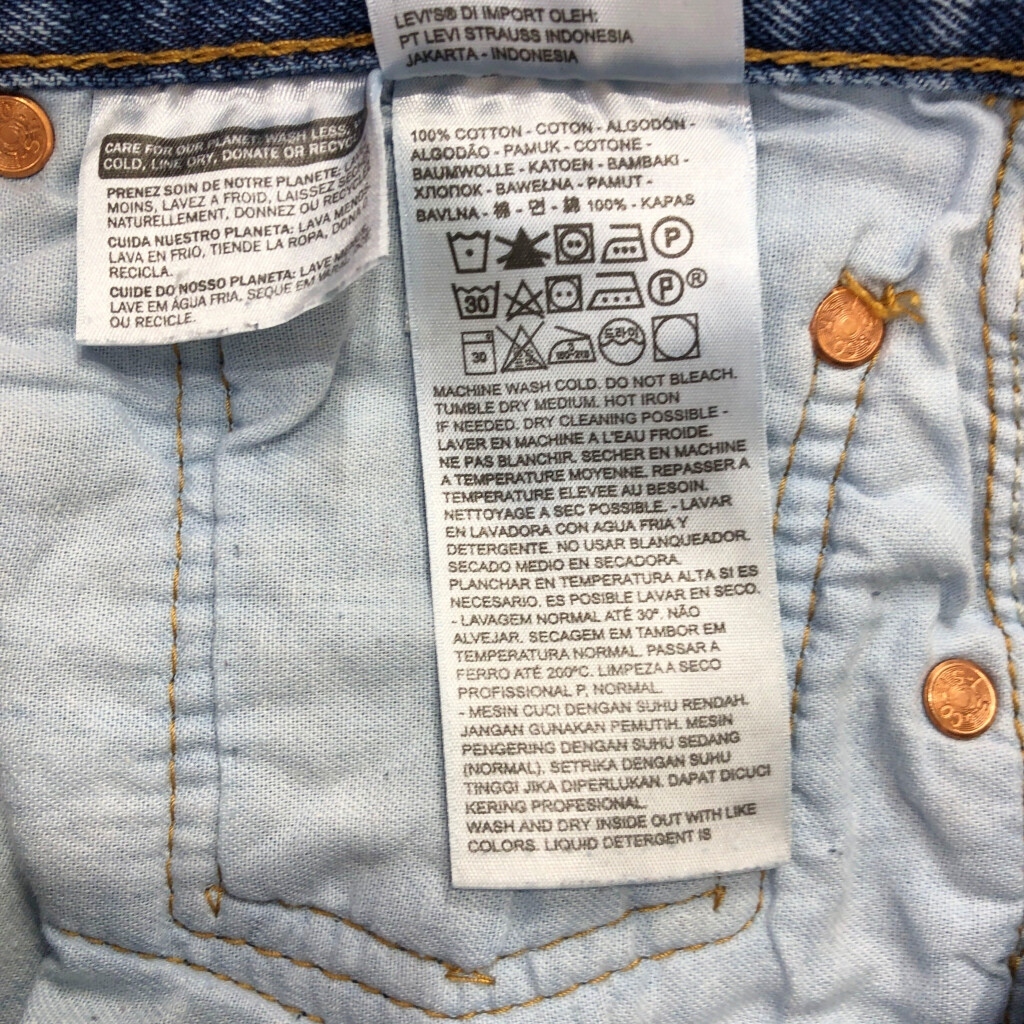 LEVI'S® DI IMPORT OLEH:
PT LEVI STRAUSS INDONESIA
JAKARTA - INDONESIA
CARE FOR OUR PLANET: WASH LESS,
COLD, LINE DRY, DONATE OR RECYC
PRENEZ SOIN DE NOTRE PLANETE:
MOINS, LAVEZ A FROID, LAISSEZ
NATURELLEMENT, DONNEZ OU
CUIDA NUESTRO PLANETA: LAVA MENOS
LAVA EN FRIO, TIENDE LA ROPA,
RECICLA.
CUIDE DO NOSSO PLANETA: LAVE
LAVE EM ÁGUA FRIA, SEQUE EM
OU RECICLE.
100% COTTON - COTON - ALGODÓN -
ALGODÃO - PAMUK - COTONE -
BAUMWOLLE - KATOEN - BAMBAKI -
ХЛОПОК - BAWEŁNA - PAMUT -
BAVLNA - 棉 - 면 - 綿 100% - KAPAS
P
30 P®
30 드라이
MACHINE WASH COLD. DO NOT BLEACH.
TUMBLE DRY MEDIUM. HOT IRON
IF NEEDED. DRY CLEANING POSSIBLE -
LAVER EN MACHINE A L'EAU FROIDE.
NE PAS BLANCHIR. SECHER EN MACHINE
A TEMPERATURE MOYENNE. REPASSER A
TEMPERATURE ELEVEE AU BESOIN.
NETTOYAGE A SEC POSSIBLE. - LAVAR
EN LAVADORA CON AGUA FRIA Y
DETERGENTE. NO USAR BLANQUEADOR.
SECADO MEDIO EN SECADORA.
PLANCHAR EN TEMPERATURA ALTA SI ES
NECESARIO. ES POSIBLE LAVAR EN SECO.
- LAVAGEM NORMAL ATÉ 30º. NÃO
ALVEJAR. SECAGEM EM TAMBOR EM
TEMPERATURA NORMAL. PASSAR A
FERRO ATÉ 200ºC. LIMPEZA A SECO
PROFISSIONAL P, NORMAL.
- MESIN CUCI DENGAN SUHU RENDAH.
JANGAN GUNAKAN PEMUTIH. MESIN
PENGERING DENGAN SUHU SEDANG
(NORMAL). SETRIKA DENGAN SUHU
TINGGI JIKA DIPERLUKAN. DAPAT DICUCI
KERING PROFESIONAL.
WASH AND DRY INSIDE OUT WITH LIKE
COLORS. LIQUID DETERGENT IS